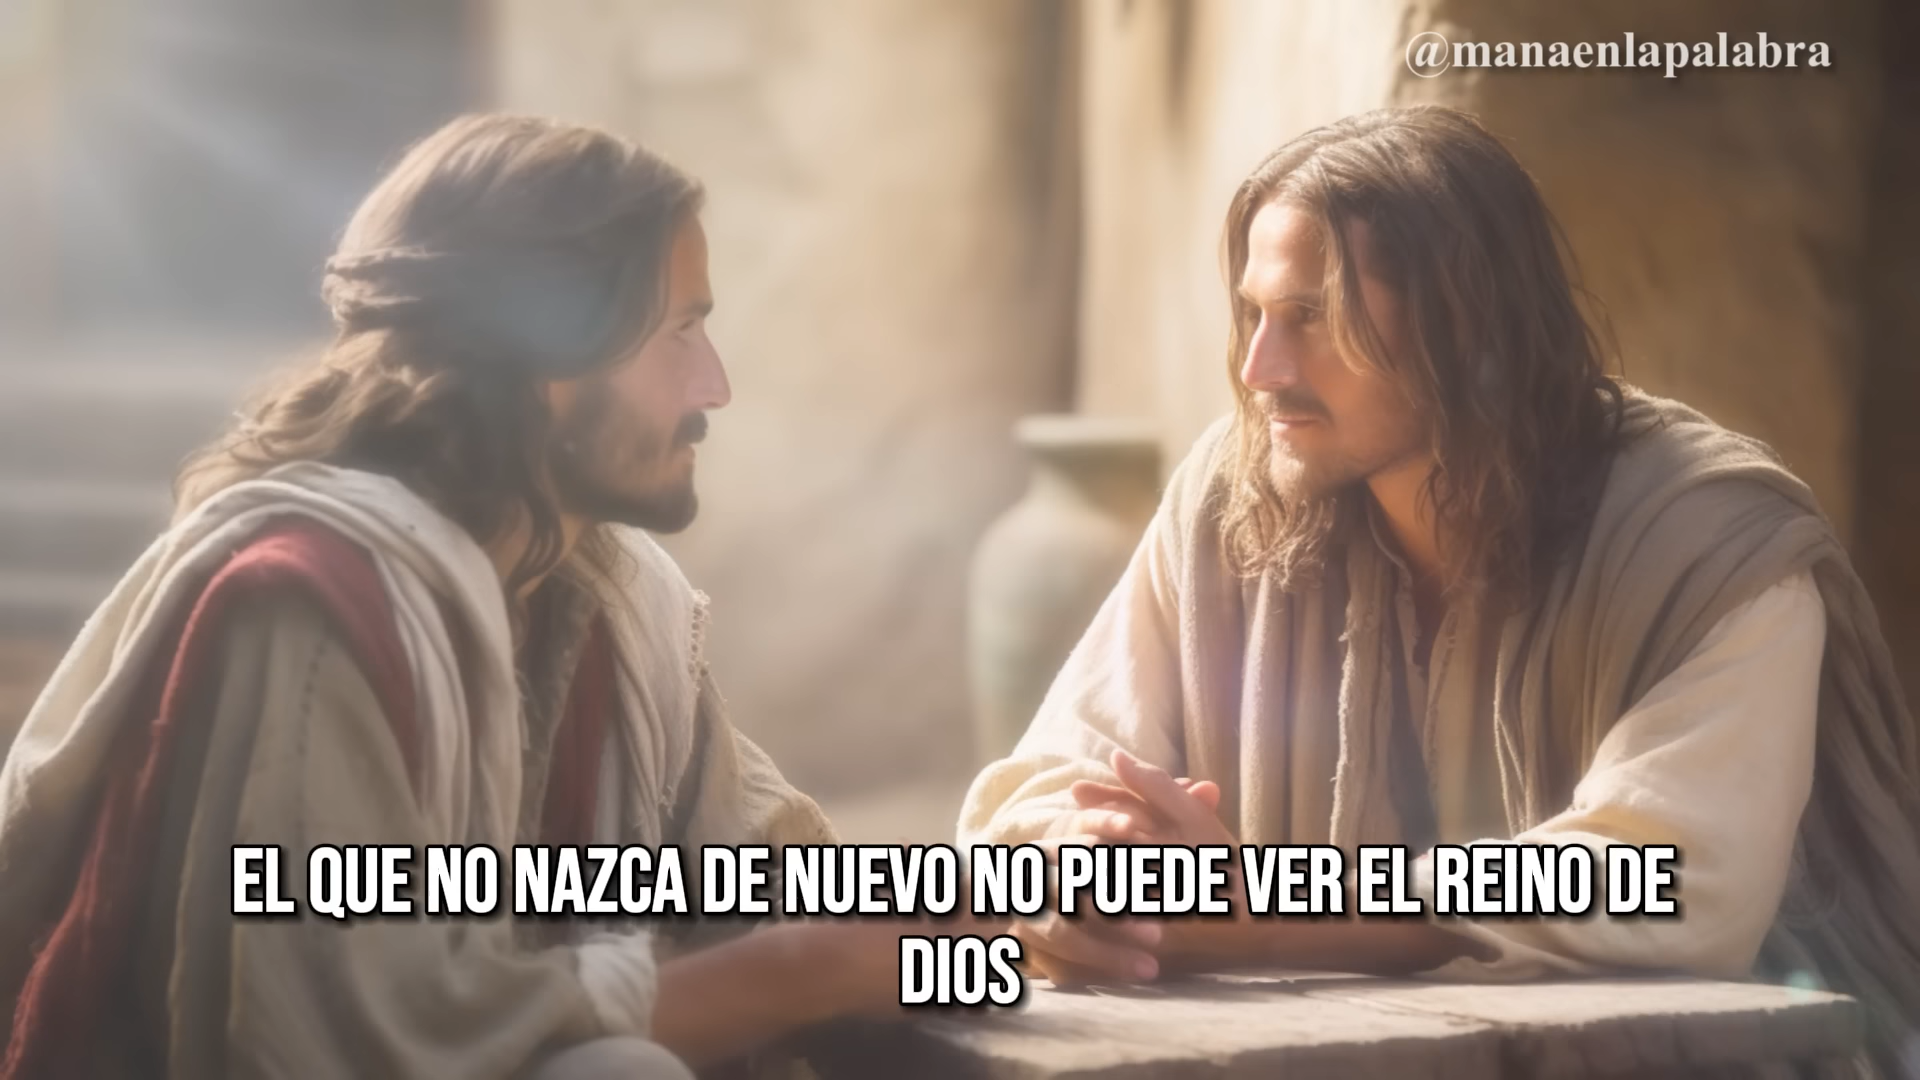 @manaenlapalabra
EL QUE NO NAZCA DE NUEVO NO PUEDE VER EL REINO DE
DIOS